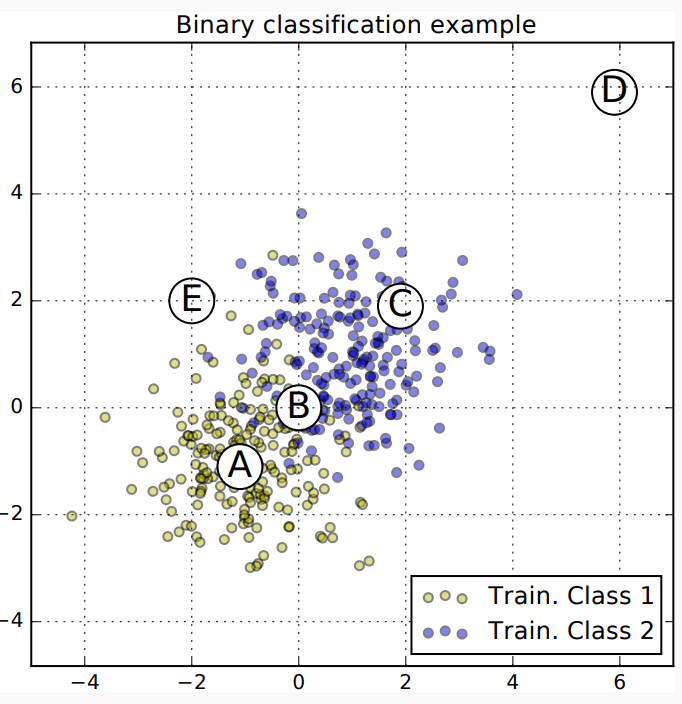 Binary classification example
6
4
2
0
−2
−4
D
E
C
B
A
Train. Class 1
Train. Class 2
−4 −2 0 2 4 6